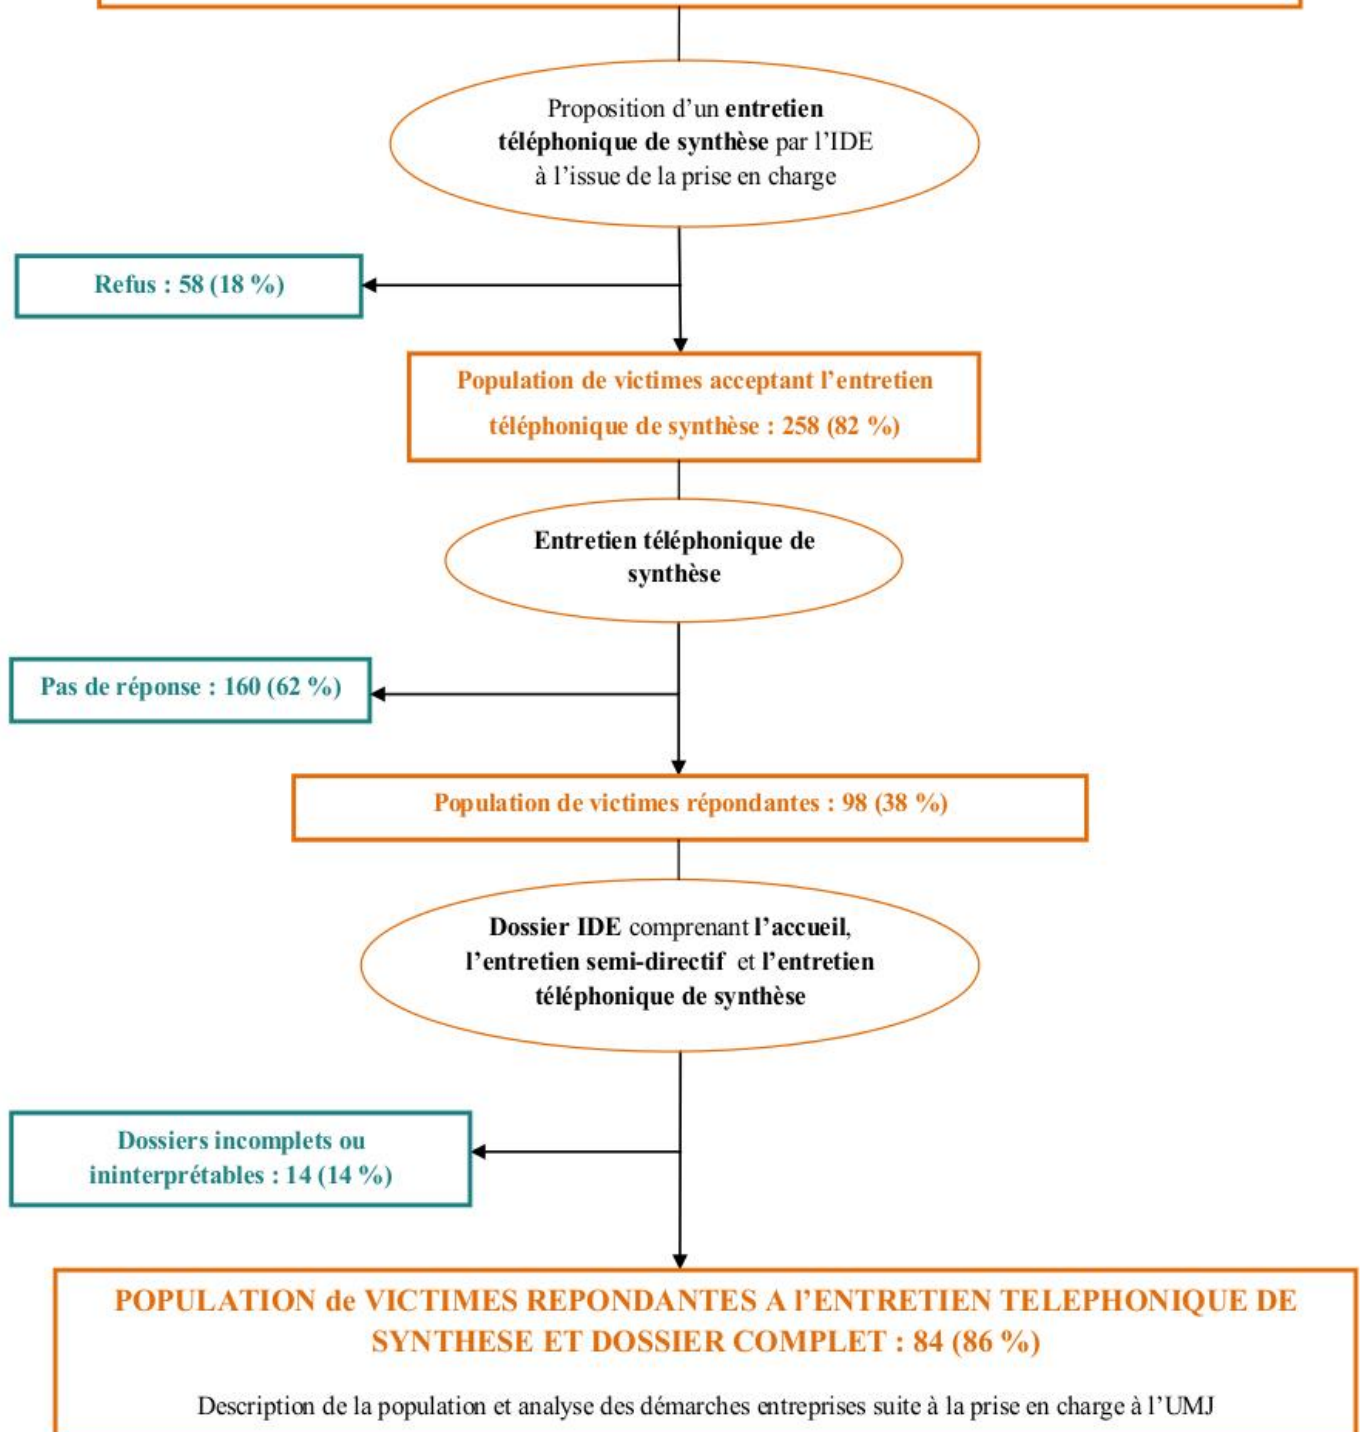 Proposition d’un entretien
téléphonique de synthèse par l’IDE
à l’issue de la prise en charge
Refus : 58 (18 %)
Population de victimes acceptant l’entretien
téléphonique de synthèse : 258 (82 %)
Entretien téléphonique de
synthèse
Pas de réponse : 160 (62 %)
Population de victimes répondantes : 98 (38 %)
Dossier IDE comprenant l’accueil,
l’entretien semi-directif et l’entretien
téléphonique de synthèse
Dossiers incomplets ou
ininterprétables : 14 (14 %)
POPULATION de VICTIMES REPONDANTES A l’ENTRETIEN TELEPHONIQUE DE
SYNTHESE ET DOSSIER COMPLET : 84 (86 %)
Description de la population et analyse des démarches entreprises suite à la prise en charge à l’UMJ